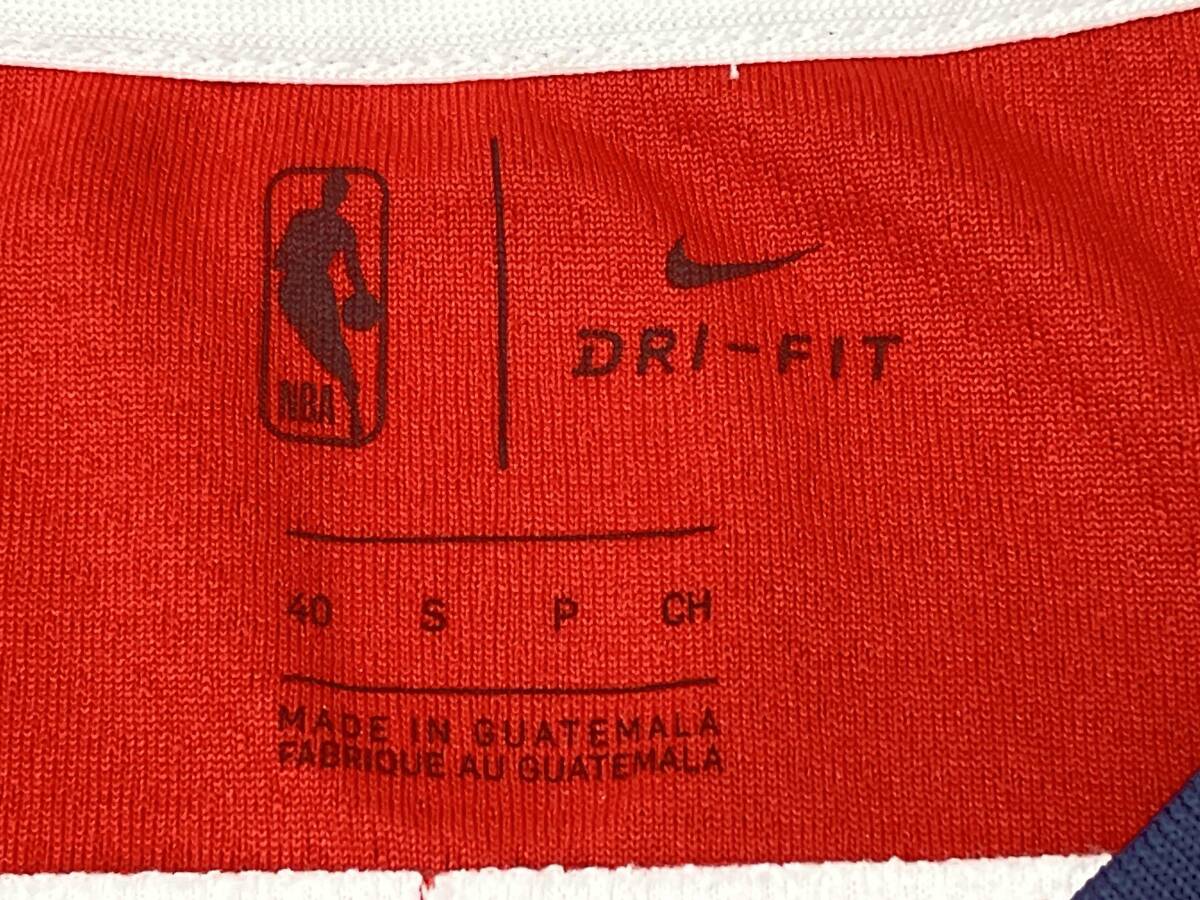 NBA
DRI-FIT
40 S P CH
MADE IN GUATEMALA
FABRIQUE AU GUATEMALA